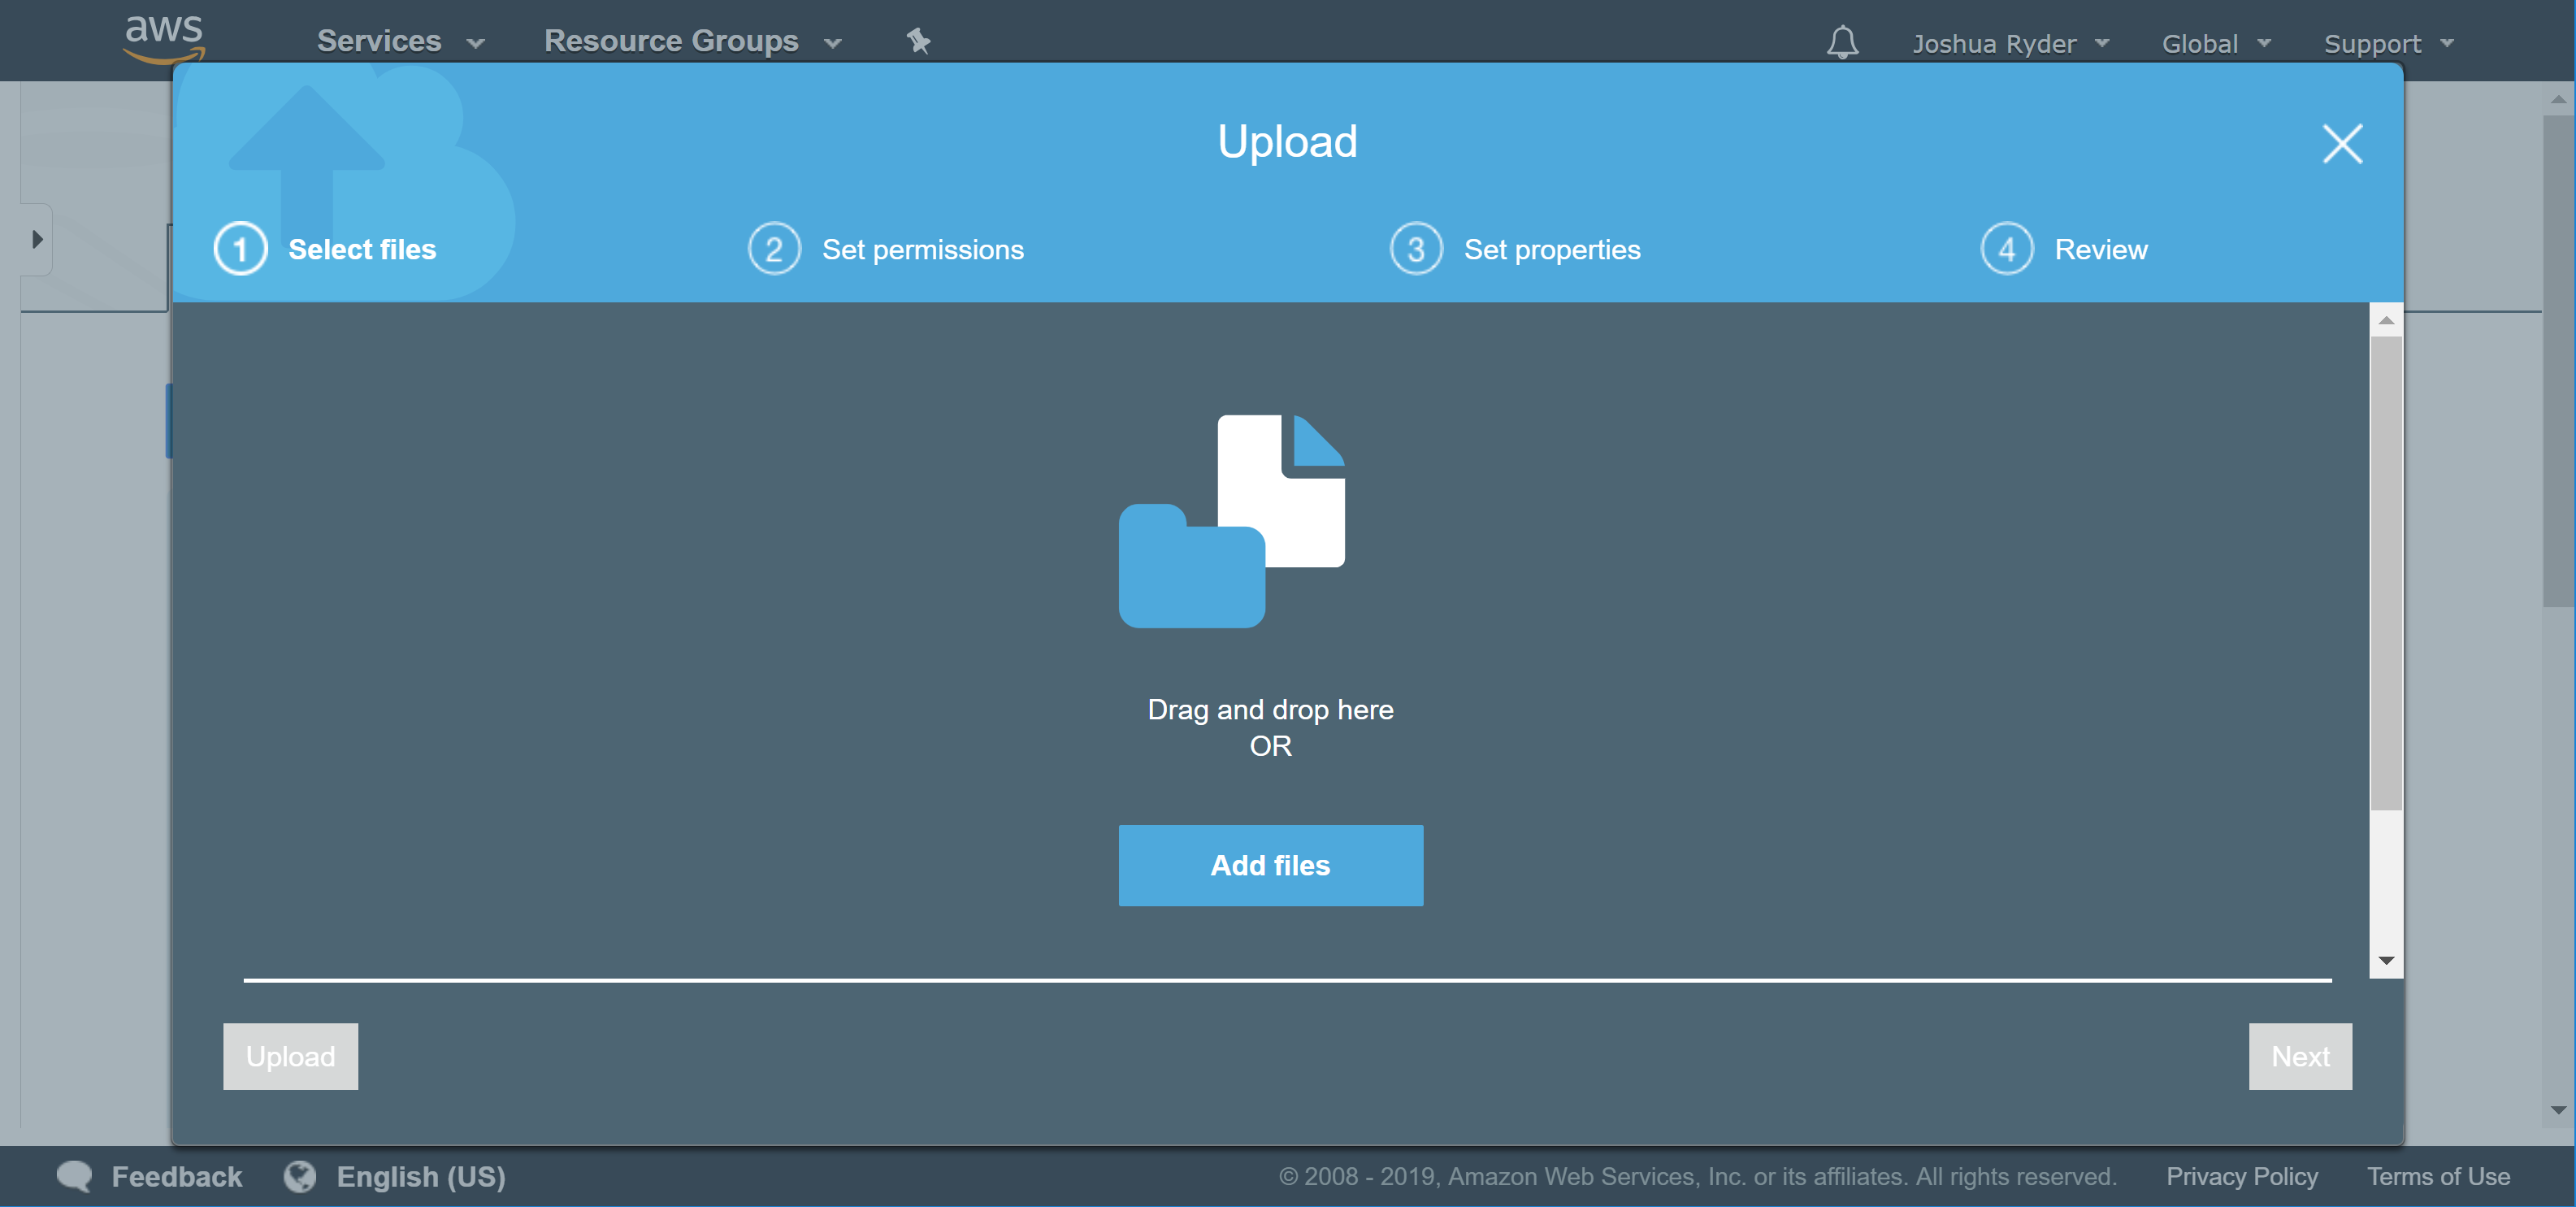 aws Services Resource Groups Joshua Ryder Global Support
Upload
1 Select files 2 Set permissions 3 Set properties 4 Review
Drag and drop here
OR
Add files
Upload Next
Feedback English (US) © 2008 - 2019, Amazon Web Services, Inc. or its affiliates. All rights reserved. Privacy Policy Terms of Use